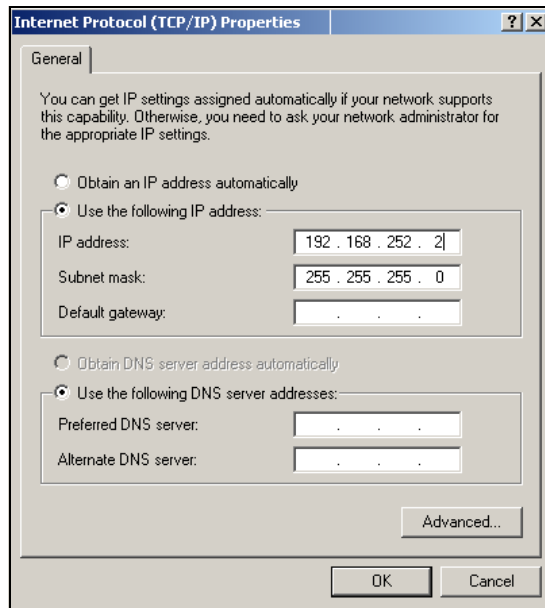 Internet Protocol (TCP/IP) Properties
General
You can get IP settings assigned automatically if your network supports
this capability. Otherwise, you need to ask your network administrator for
the appropriate IP settings.
Obtain an IP address automatically
Use the following IP address:
IP address: 192 . 168 . 252 . 2
Subnet mask: 255 . 255 . 255 . 0
Default gateway: . . .
Obtain DNS server address automatically
Use the following DNS server addresses:
Preferred DNS server: . . .
Alternate DNS server: . . .
Advanced...
OK Cancel